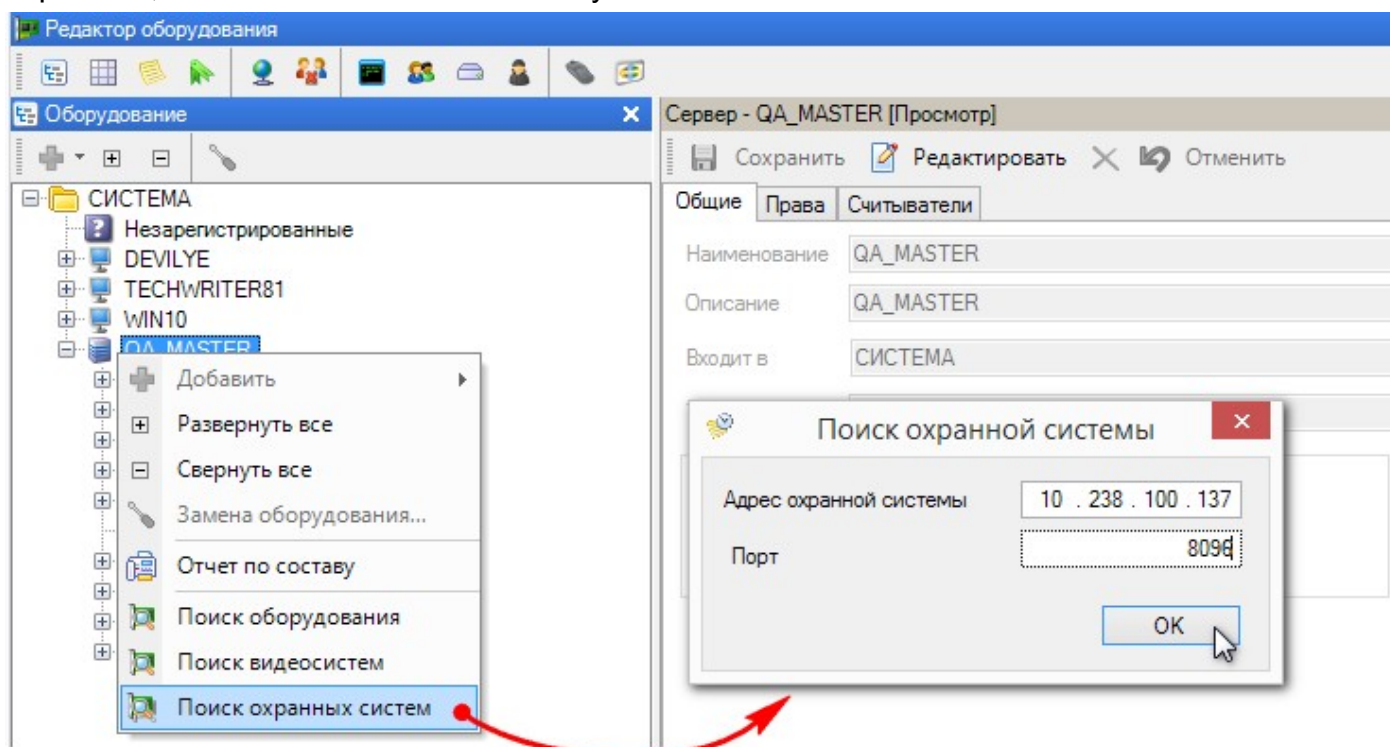 Редактор оборудования
Оборудование
СИСТЕМА
Незарегистрированные
DEVILYE
TECHWRITER81
WIN10
QA_MASTER
Добавить
Развернуть все
Свернуть все
Замена оборудования...
Отчет по составу
Поиск оборудования
Поиск видеосистем
Поиск охранных систем
Сервер - QA_MASTER [Просмотр]
Сохранить Редактировать Отменить
Общие Права Считыватели
Наименование QA_MASTER
Описание QA_MASTER
Входит в СИСТЕМА
Поиск охранной системы
Адрес охранной системы 10 . 238 . 100 . 137
Порт 8096
OK